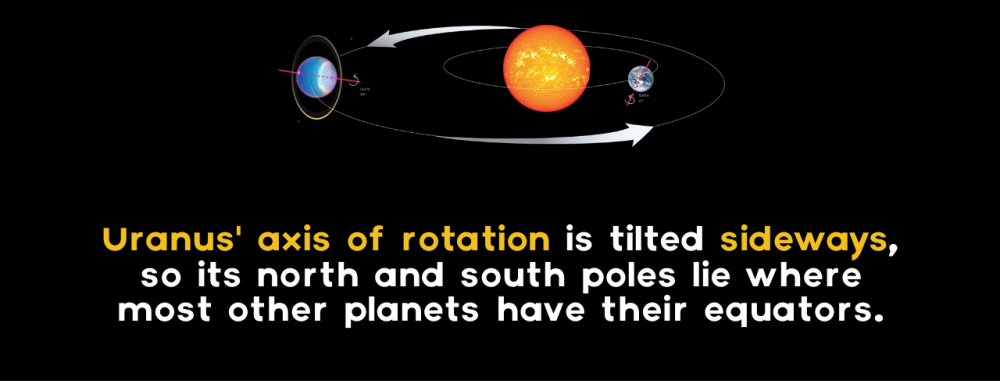 Uranus' axis of rotation is tilted sideways,
so its north and south poles lie where
most other planets have their equators.